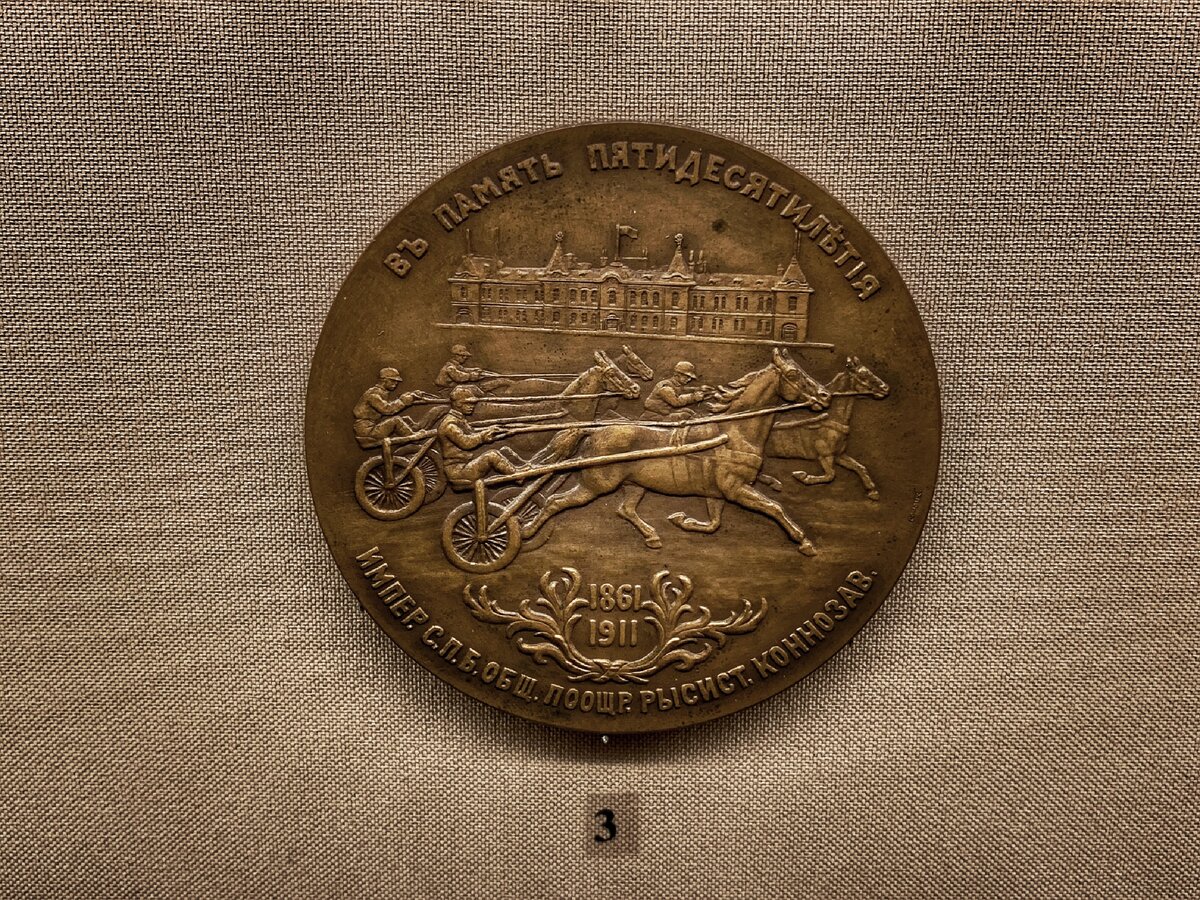 ВЪ ПАМЯТЬ ПЯТИДЕСЯТИЛѢТІЯ
1861
1911
ИМПЕР. С.П.Б. ОБЩ. ПООЩР. РЫСИСТ. КОННОЗАВ.
3